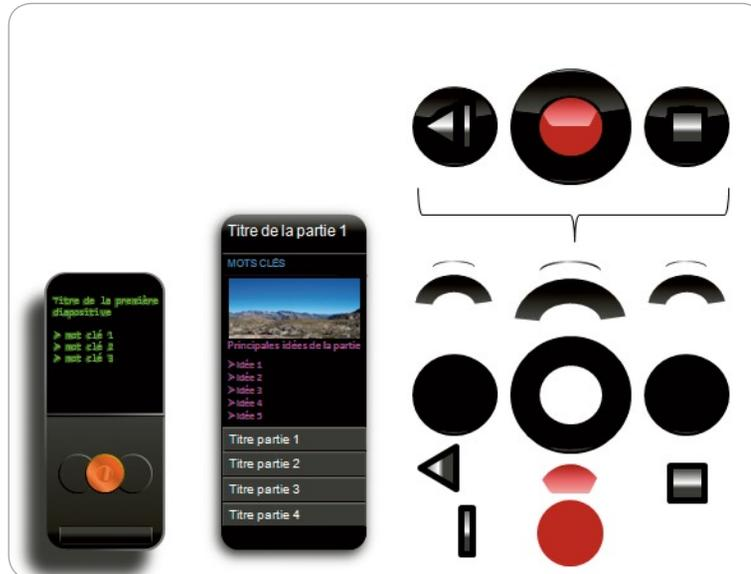 Titre de la première
diapositive
➢ mot clé 1
➢ mot clé 2
➢ mot clé 3
Titre de la partie 1
MOTS CLÉS
Principales idées de la partie
➢Idée 1
➢Idée 2
➢Idée 3
➢Idée 4
➢Idée 5
Titre partie 1
Titre partie 2
Titre partie 3
Titre partie 4